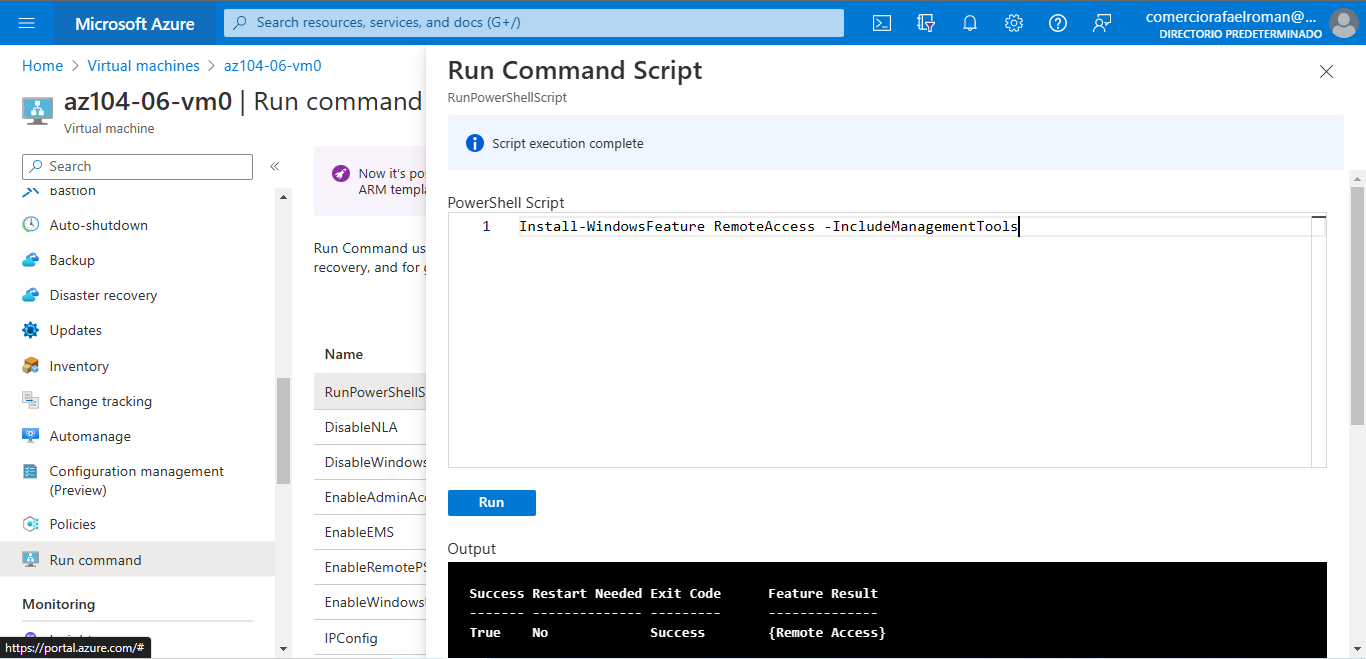 Microsoft Azure
Search resources, services, and docs (G+/)
comerciorafaelroman@...
DIRECTORIO PREDETERMINADO
Home > Virtual machines > az104-06-vm0
az104-06-vm0 | Run command
Virtual machine
Search
«
Bastion
Auto-shutdown
Backup
Disaster recovery
Updates
Inventory
Change tracking
Automanage
Configuration management
(Preview)
Policies
Run command
Monitoring
https://portal.azure.com/#
Now it's po
ARM templa
Run Command us
recovery, and for
Name
RunPowerShellS
DisableNLA
DisableWindows
EnableAdminAcc
EnableEMS
EnableRemotePS
EnableWindows
IPConfig
Run Command Script
RunPowerShellScript
Script execution complete
PowerShell Script
1 Install-WindowsFeature RemoteAccess -IncludeManagementTools
Run
Output
Success Restart Needed Exit Code Feature Result
------- -------------- --------- --------------
True No Success {Remote Access}